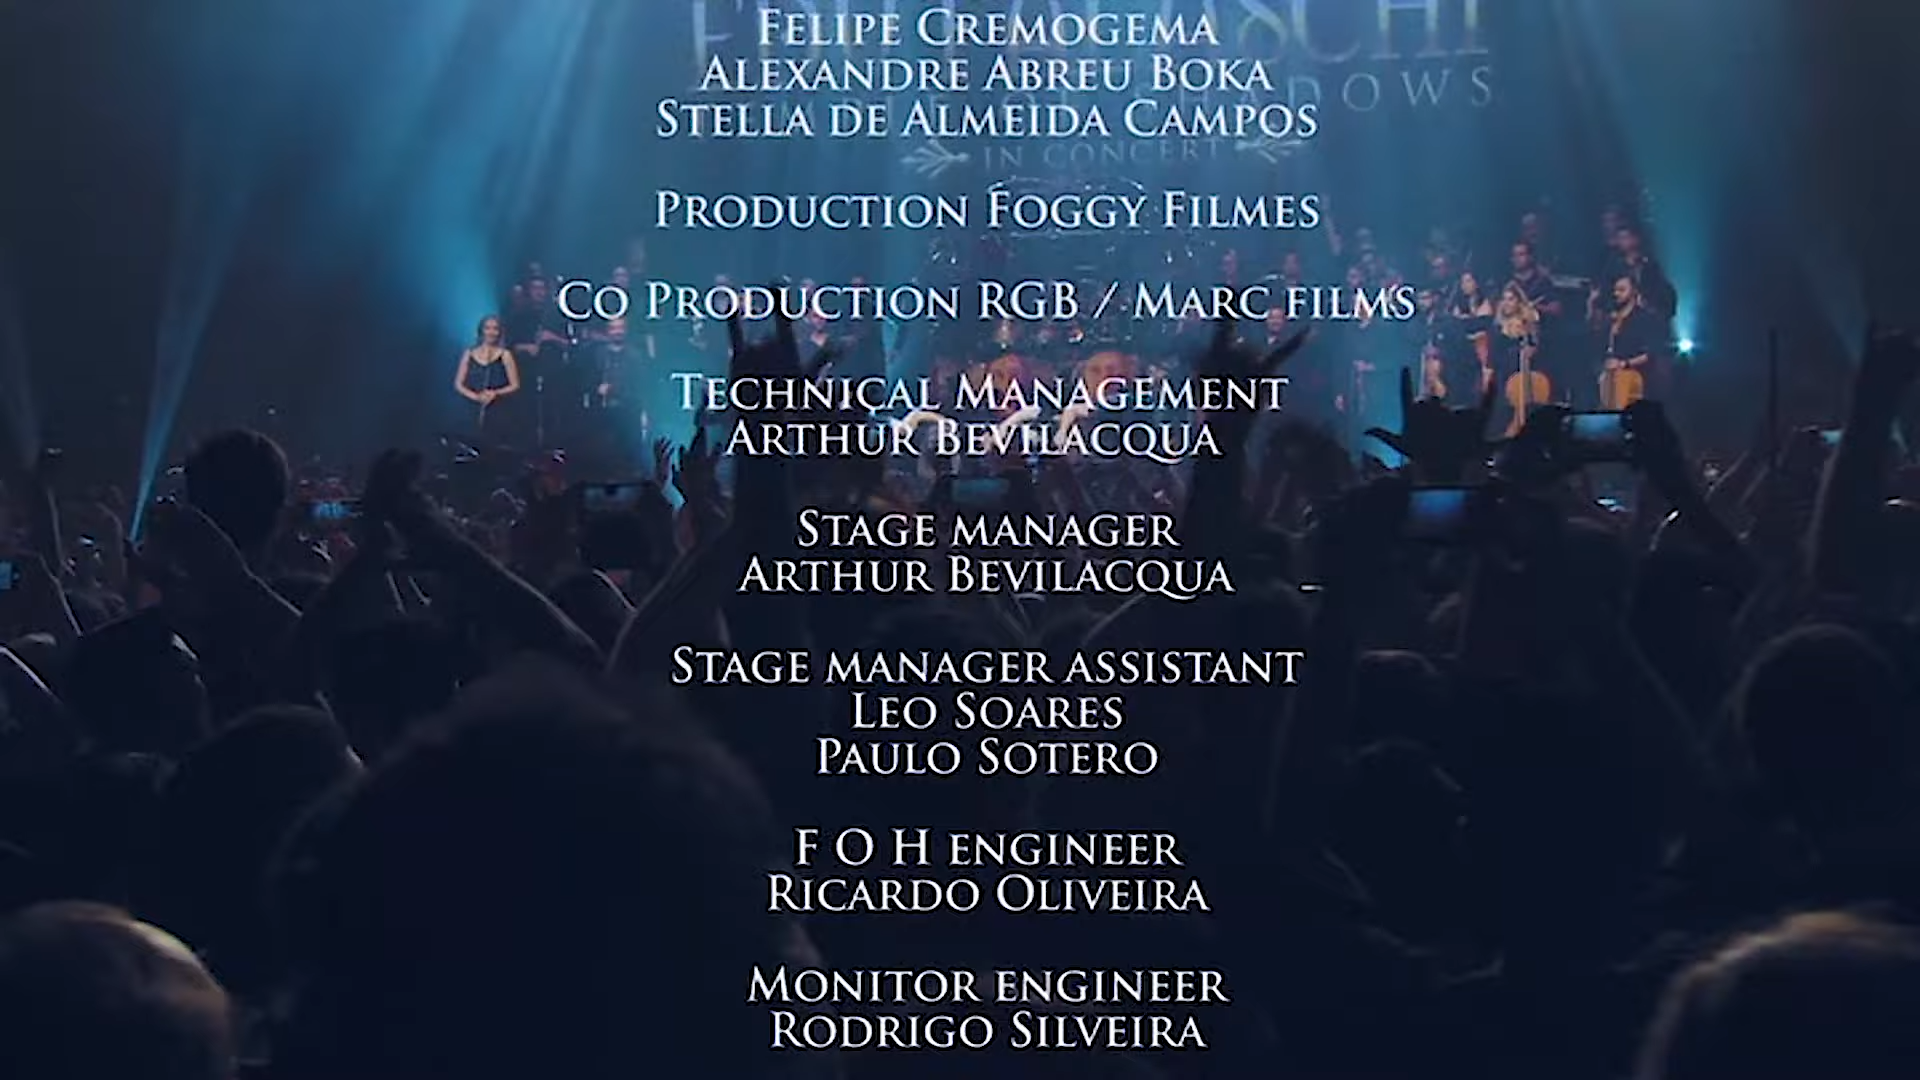 Felipe Cremogema
Alexandre Abreu Boka
Stella de Almeida Campos
IN CONCERT
Production Foggy Filmes
Co Production RGB / Marc films
Technical Management
Arthur Bevilacqua
Stage manager
Arthur Bevilacqua
Stage manager assistant
Leo Soares
Paulo Sotero
F O H engineer
Ricardo Oliveira
Monitor engineer
Rodrigo Silveira